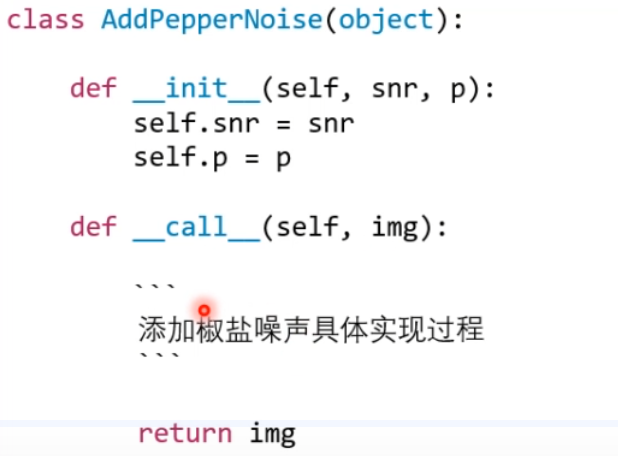 class AddPepperNoise(object):
def __init__(self, snr, p):
self.snr = snr
self.p = p
def __call__(self, img):
```
添加椒盐噪声具体实现过程
```
return img